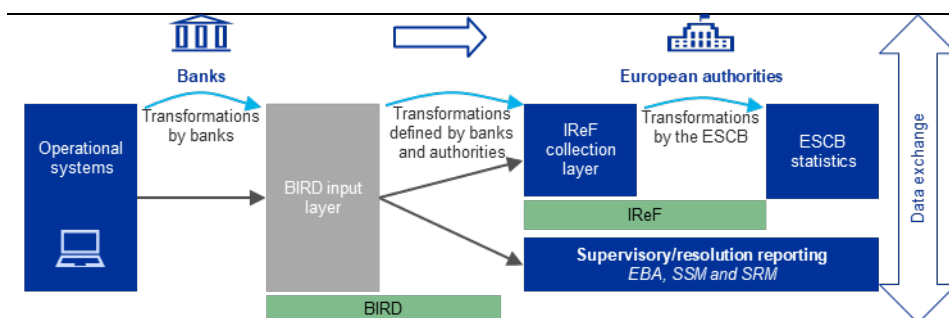 Banks
European authorities
Transformations
by banks
Transformations
defined by banks
and authorities
Transformations
by the ESCB
Operational
systems
BIRD input
layer
IReF
collection
layer
ESCB
statistics
IReF
Supervisory/resolution reporting
EBA, SSM and SRM
BIRD
Data exchange